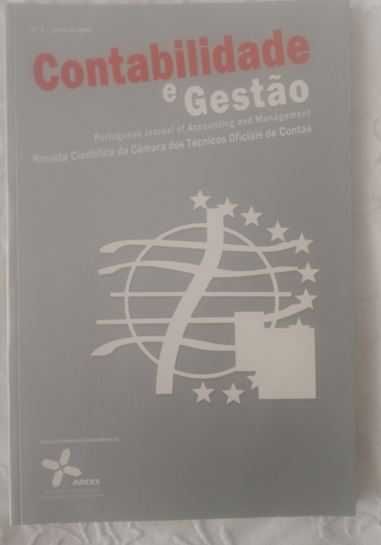 Contabilidade
e Gestão
Portuguese Journal of Accounting and Management
Revista Científica da Câmara dos Técnicos Oficiais de Contas